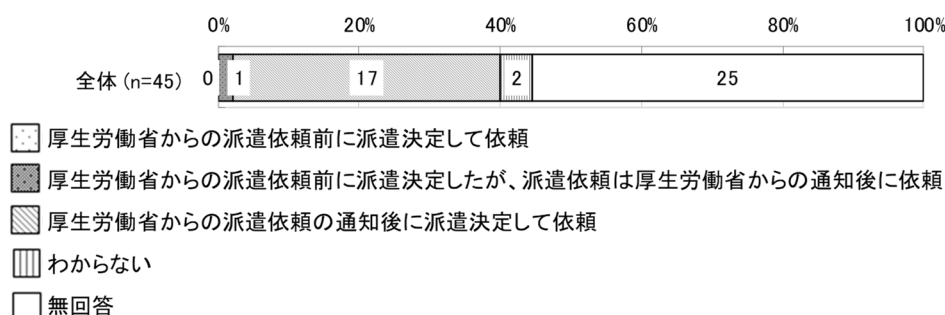 0% 20% 40% 60% 80% 100%
全体 (n=45) 0 1 17 2 25
厚生労働省からの派遣依頼前に派遣決定して依頼
厚生労働省からの派遣依頼前に派遣決定したが、派遣依頼は厚生労働省からの通知後に依頼
厚生労働省からの派遣依頼の通知後に派遣決定して依頼
わからない
無回答